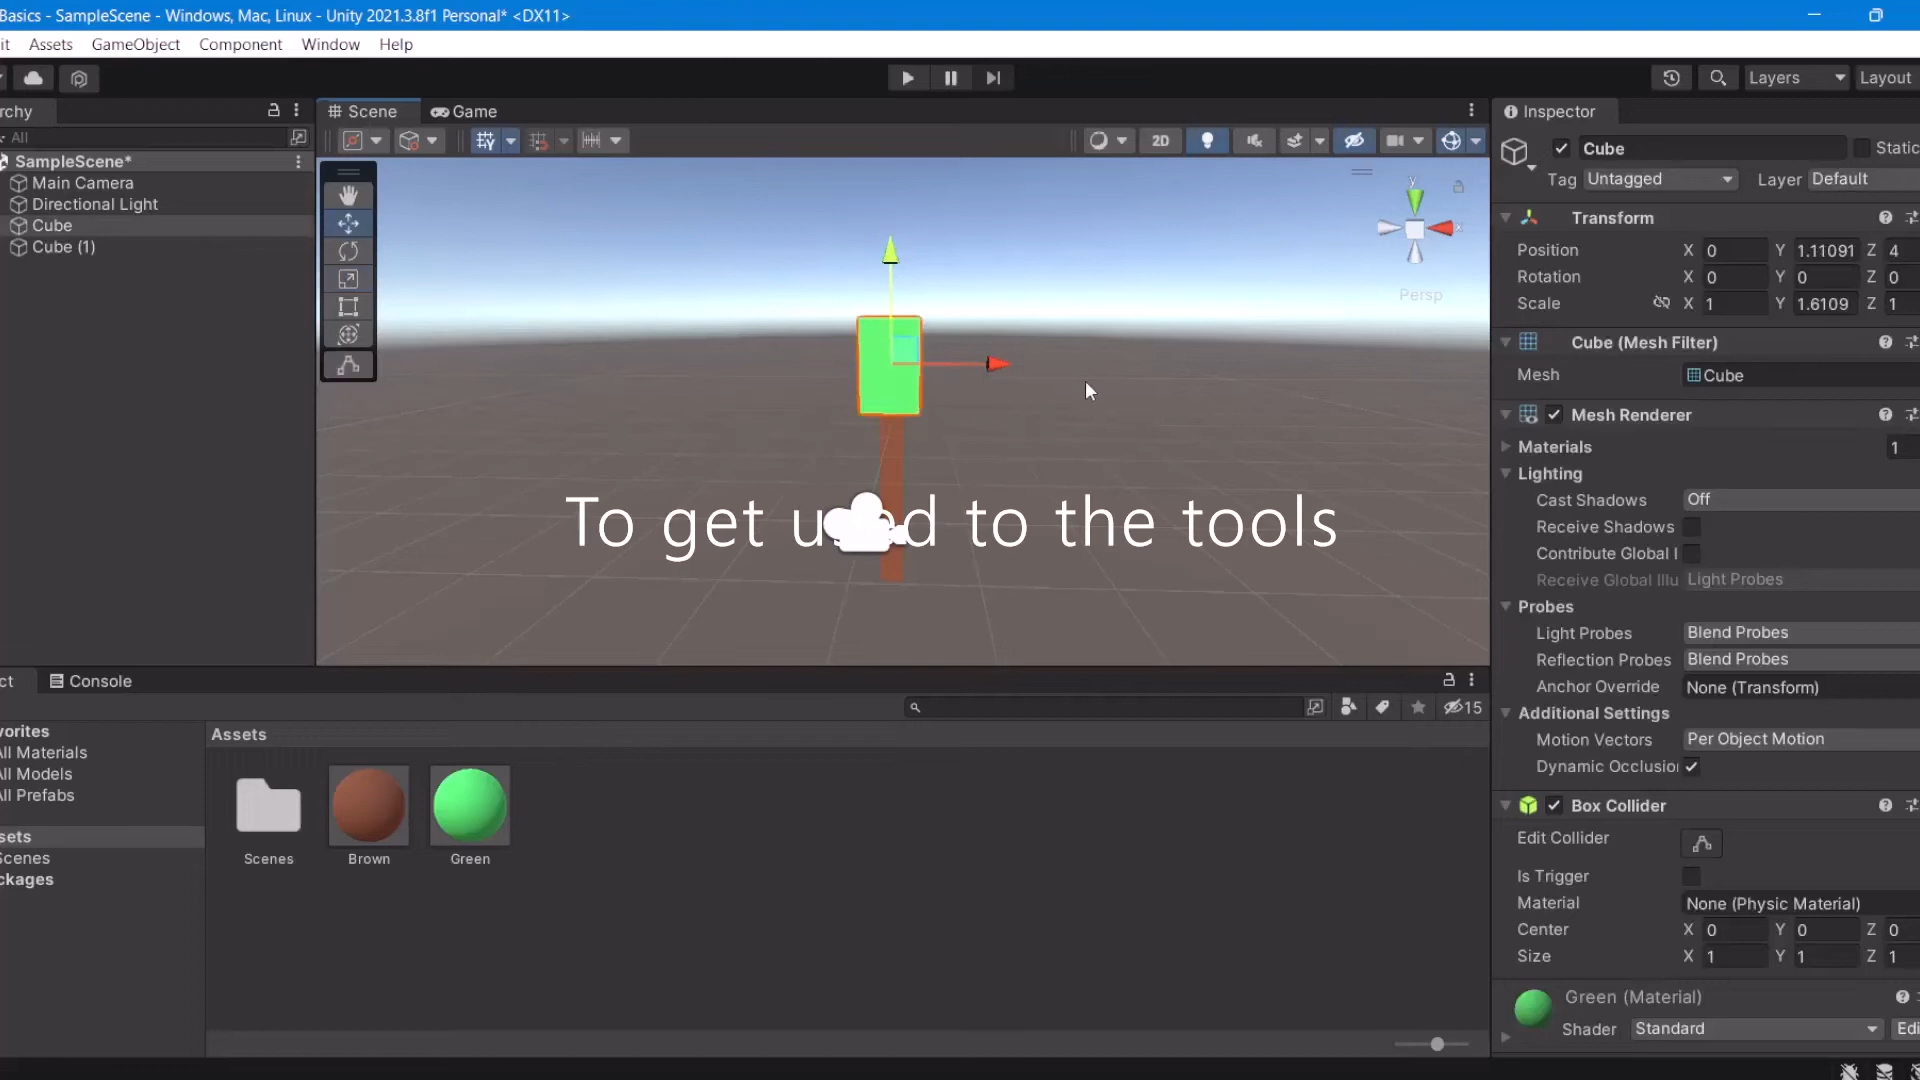 Basics - SampleScene - Windows, Mac, Linux - Unity 2021.3.8f1 Personal* <DX11>
it Assets GameObject Component Window Help
Layers Layout
rchy
Scene Game
Inspector
All
2D
Cube Static
SampleScene*
Tag Untagged Layer Default
Main Camera
Directional Light
Cube
Cube (1)
y
x
Persp
Transform
Position X 0 Y 1.11091 Z 4
Rotation X 0 Y 0 Z 0
Scale X 1 Y 1.6109 Z 1
Cube (Mesh Filter)
Mesh Cube
Mesh Renderer
Materials 1
Lighting
Cast Shadows Off
Receive Shadows
Contribute Global I
Receive Global Illu Light Probes
Probes
Light Probes Blend Probes
Reflection Probes Blend Probes
Anchor Override None (Transform)
Additional Settings
Motion Vectors Per Object Motion
Dynamic Occlusio
Box Collider
Edit Collider
Is Trigger
Material None (Physic Material)
Center X 0 Y 0 Z 0
Size X 1 Y 1 Z 1
Green (Material)
Shader Standard Edi
To get used to the tools
ct Console
15
vorites
All Materials
All Models
All Prefabs
sets
Scenes
ckages
Assets
Scenes Brown Green